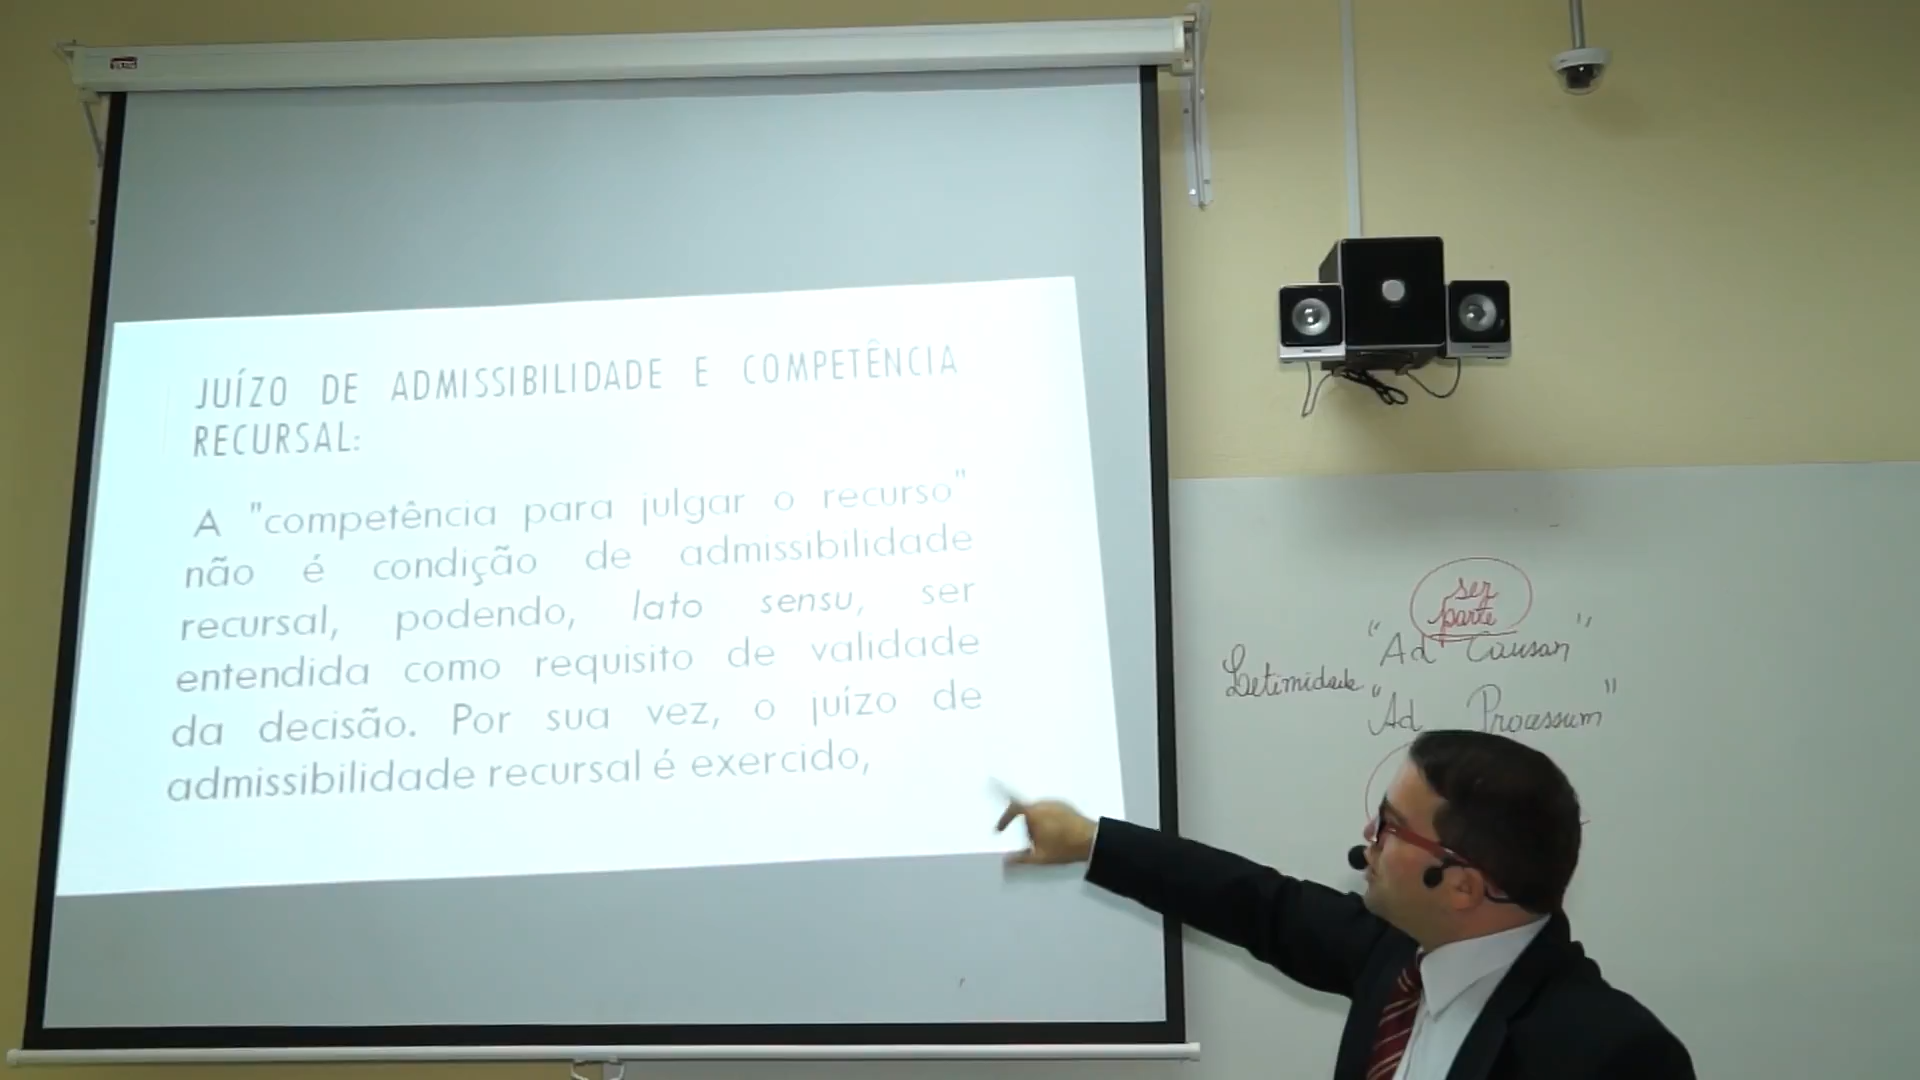 JUÍZO DE ADMISSIBILIDADE E COMPETÊNCIA
RECURSAL:
A "competência para julgar o recurso"
não é condição de admissibilidade
recursal, podendo, lato sensu, ser
entendida como requisito de validade
da decisão. Por sua vez, o juízo de
admissibilidade recursal é exercido,
ser
parte
"Ad Causan"
Letimidade
"Ad Processum"